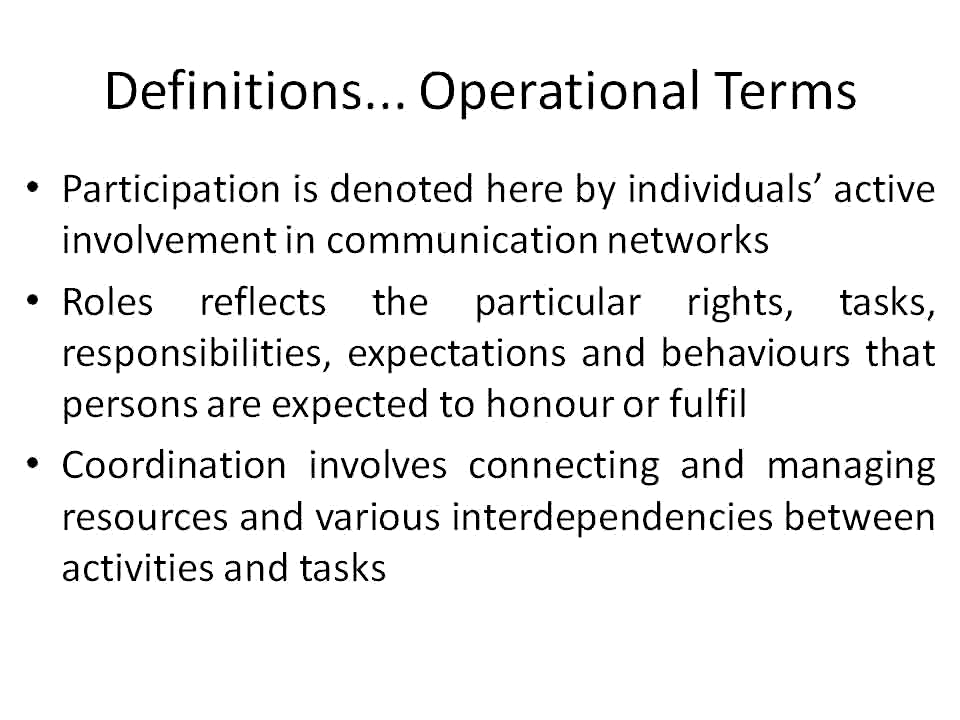 Definitions... Operational Terms
• Participation is denoted here by individuals’ active
involvement in communication networks
• Roles reflects the particular rights, tasks,
responsibilities, expectations and behaviours that
persons are expected to honour or fulfil
• Coordination involves connecting and managing
resources and various interdependencies between
activities and tasks